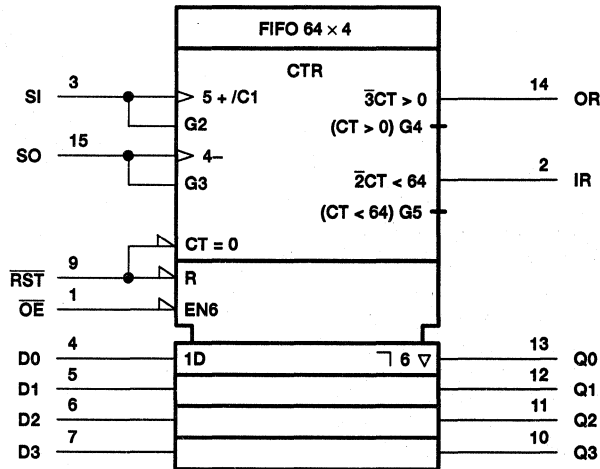 FIFO 64 × 4
CTR
SI 3 5 + /C1 3̅CT > 0 14 OR
G2 (CT > 0) G4
SO 15 4– 2̅CT < 64 2 IR
G3 (CT < 64) G5
CT = 0
R̅S̅T̅ 9 R
O̅E̅ 1 EN6
D0 4 1D 6 13 Q0
D1 5 12 Q1
D2 6 11 Q2
D3 7 10 Q3